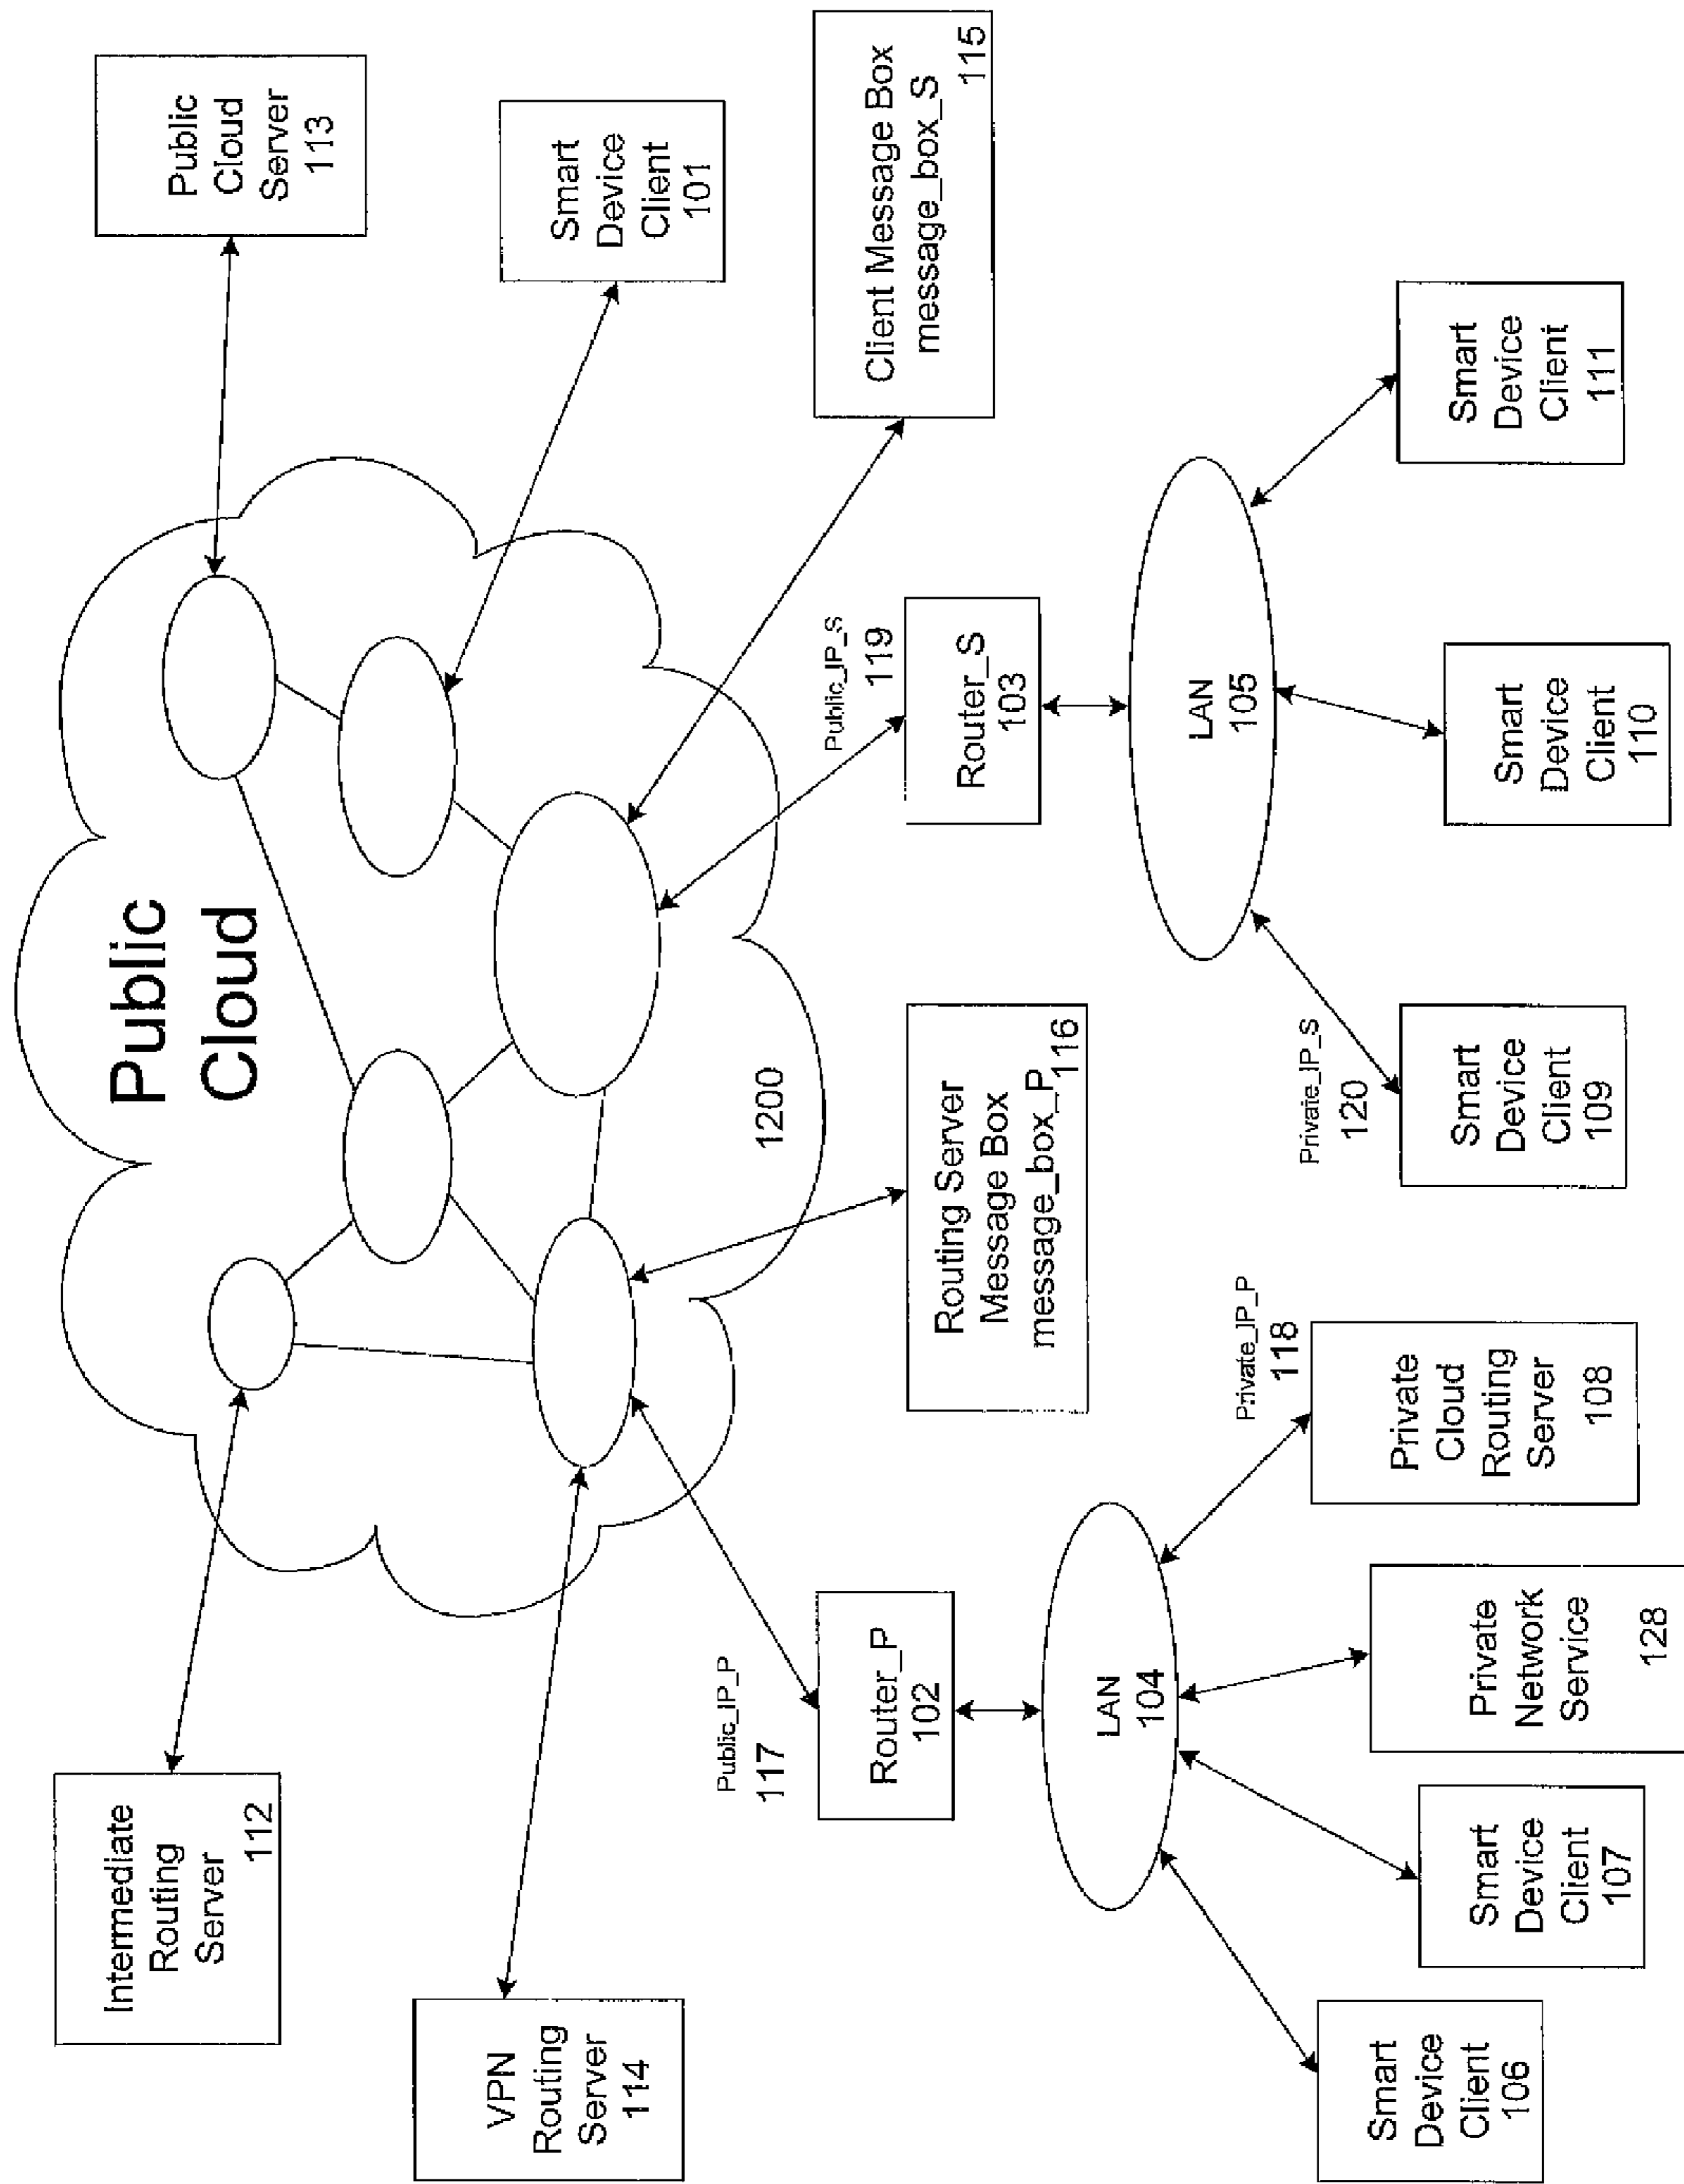 Intermediate
Routing
Server
112
Public
Cloud
Public
Cloud
Server
113
VPN
Routing
Server
114
Smart
Device
Client
101
1200
Public_IP_P
117
Router_P
102
Routing Server
Message Box
message_box_P
116
Public_IP_S
119
Router_S
103
Client Message Box
message_box_S
115
LAN
104
LAN
105
Private_IP_P
118
Private_IP_S
120
Smart
Device
Client
106
Smart
Device
Client
107
Private
Network
Service
128
Private
Cloud
Routing
Server
108
Smart
Device
Client
109
Smart
Device
Client
110
Smart
Device
Client
111